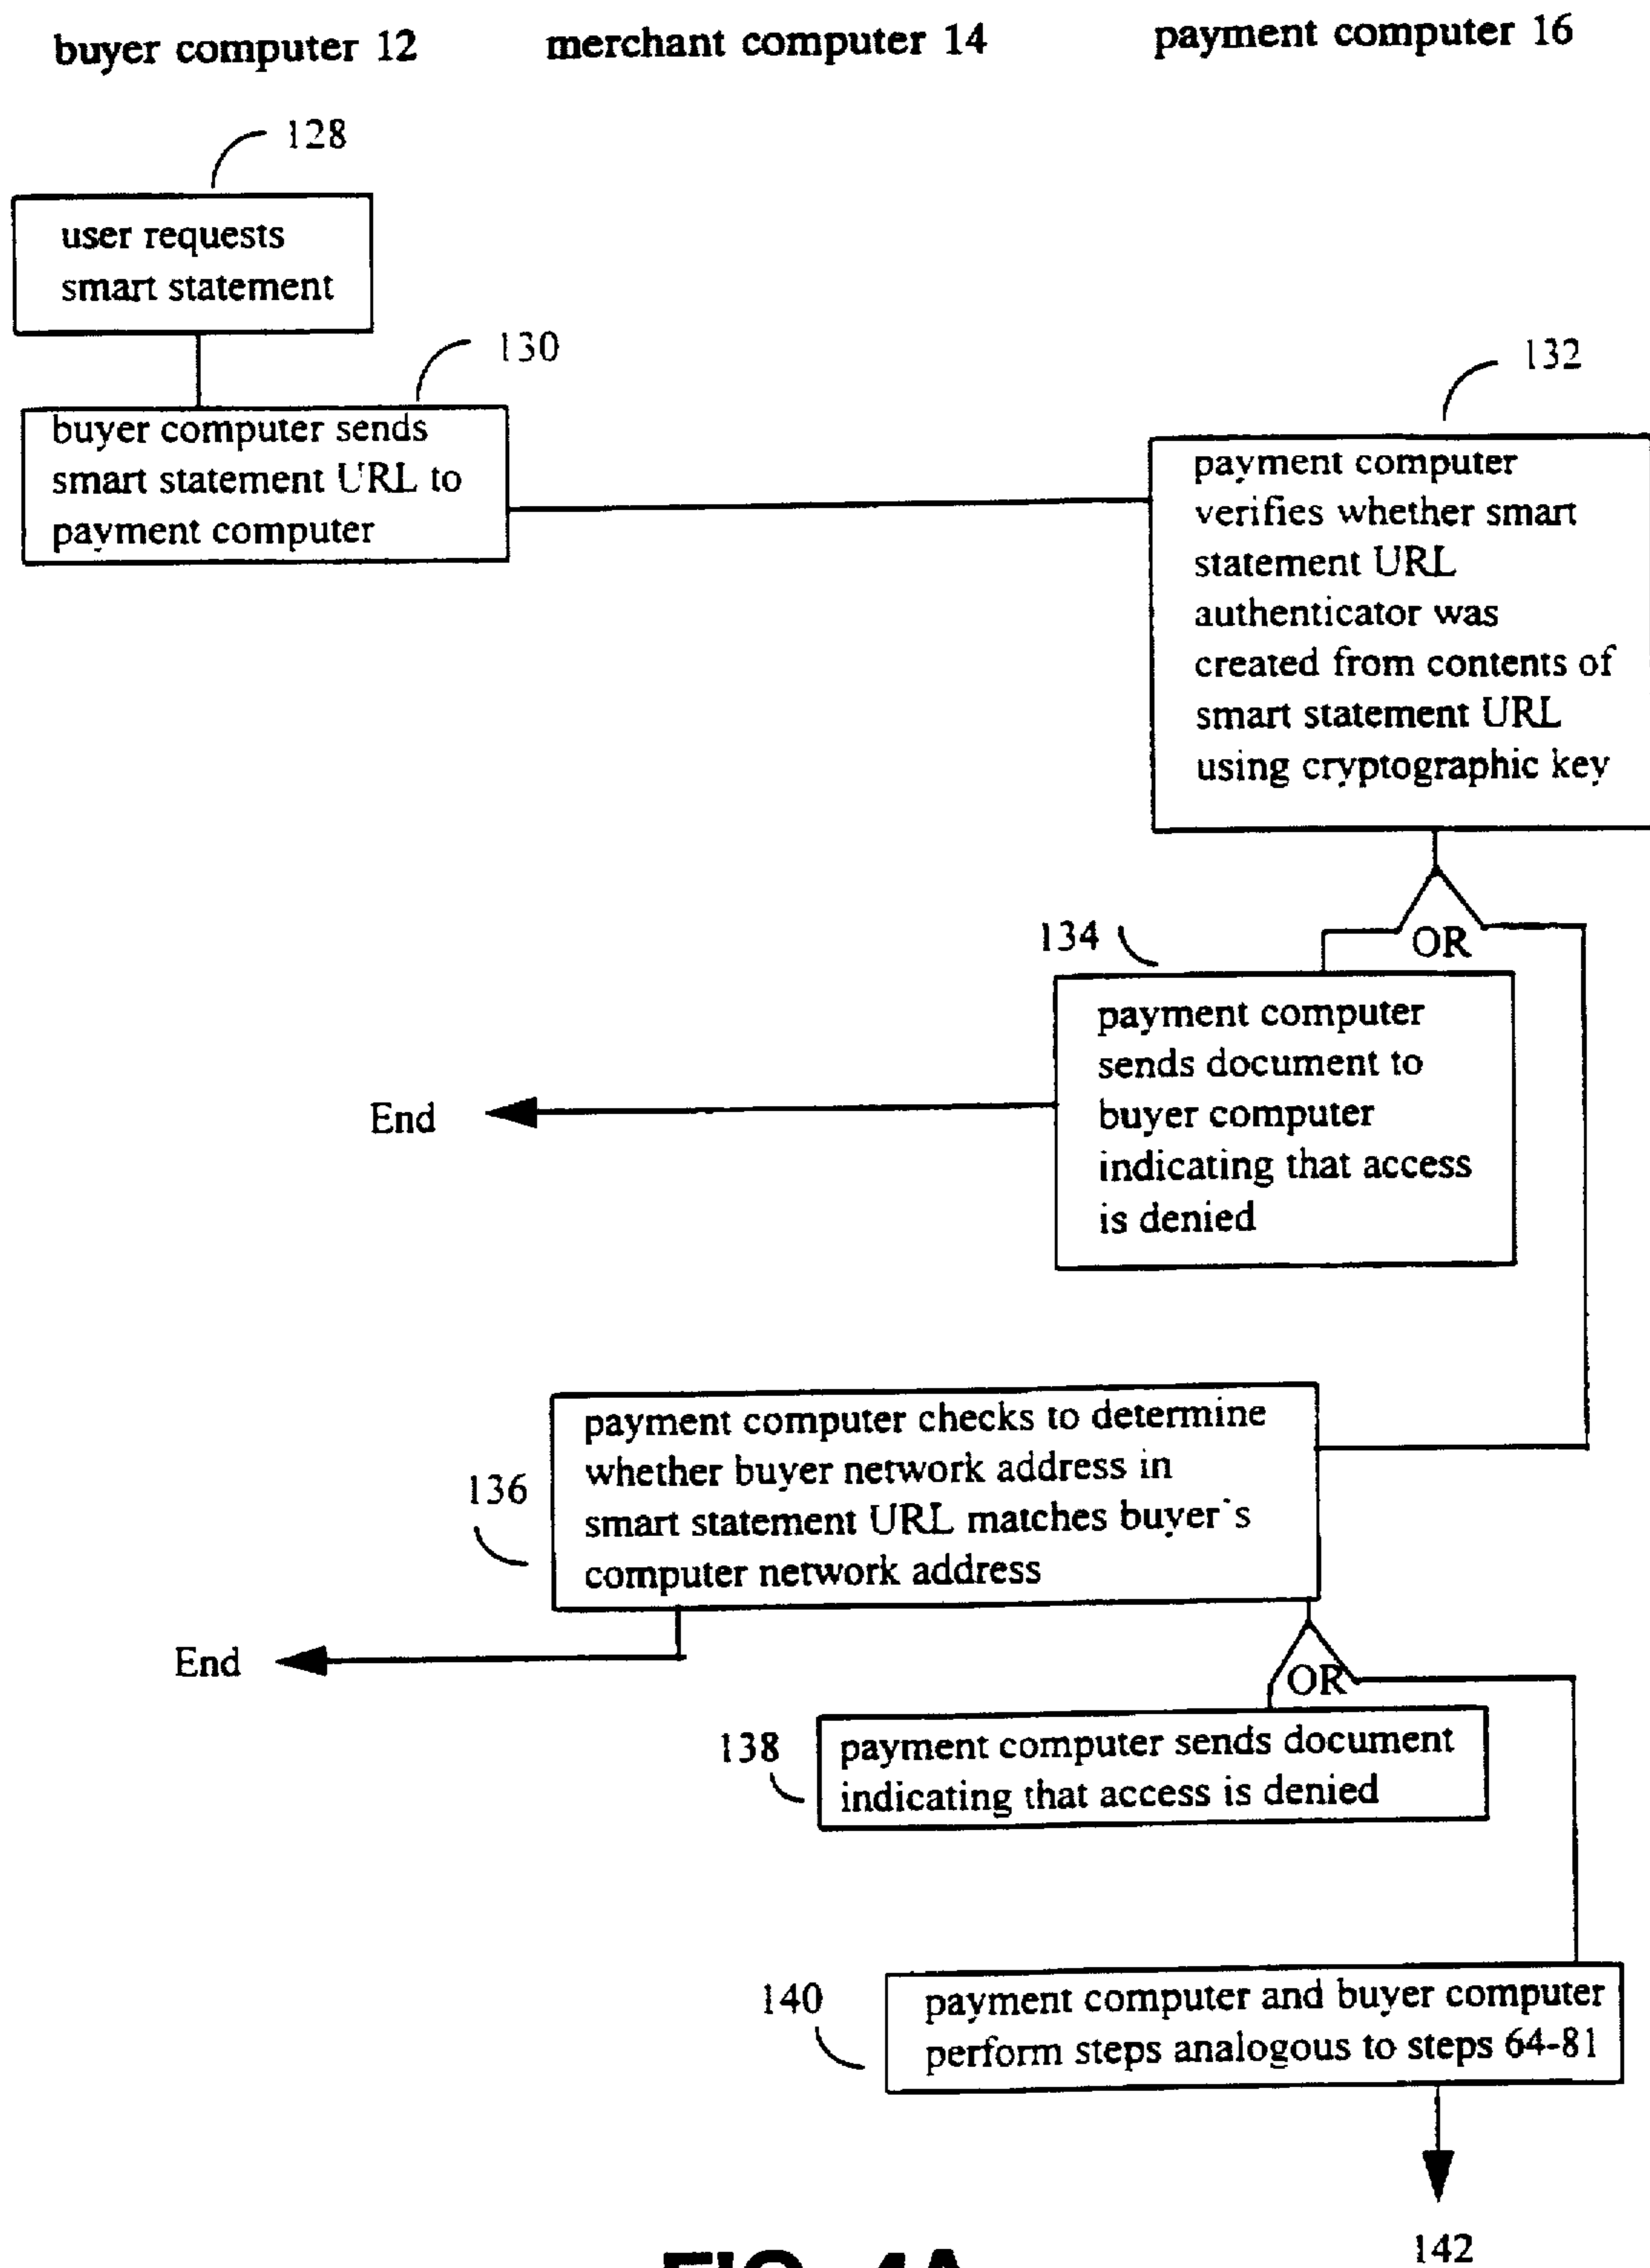 buyer computer 12 merchant computer 14 payment computer 16
128
user requests
smart statement
130
buyer computer sends
smart statement URL to
payment computer
132
payment computer
verifies whether smart
statement URL
authenticator was
created from contents of
smart statement URL
using cryptographic key
OR
134
payment computer
sends document to
buyer computer
indicating that access
is denied
End
136
payment computer checks to determine
whether buyer network address in
smart statement URL matches buyer's
computer network address
End
OR
138
payment computer sends document
indicating that access is denied
140
payment computer and buyer computer
perform steps analogous to steps 64-81
142
FIG. 4A